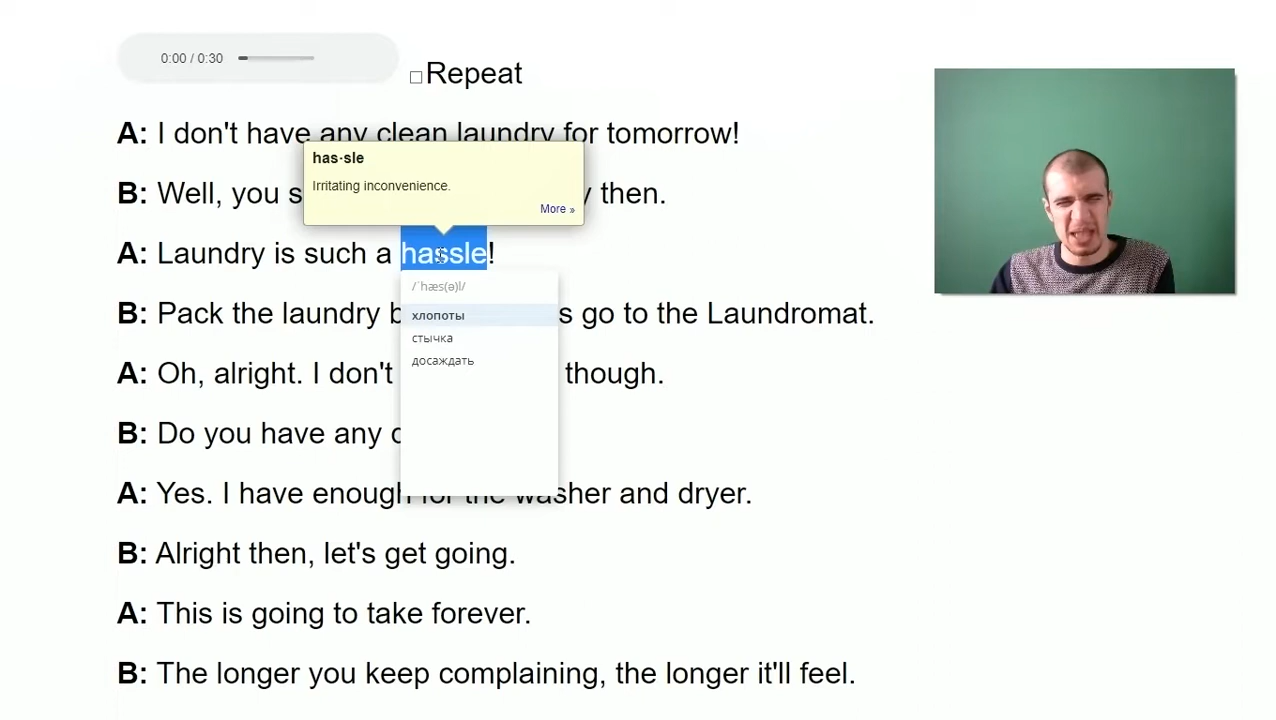 0:00 / 0:30
Repeat
A: I don't have any clean laundry for tomorrow!
has·sle
Irritating inconvenience.
More »
B: Well, you s then.
A: Laundry is such a hassle!
/ˈhæs(ə)l/
хлопоты
стычка
досаждать
B: Pack the laundry b s go to the Laundromat.
A: Oh, alright. I don't though.
B: Do you have any
A: Yes. I have enough for the washer and dryer.
B: Alright then, let's get going.
A: This is going to take forever.
B: The longer you keep complaining, the longer it'll feel.